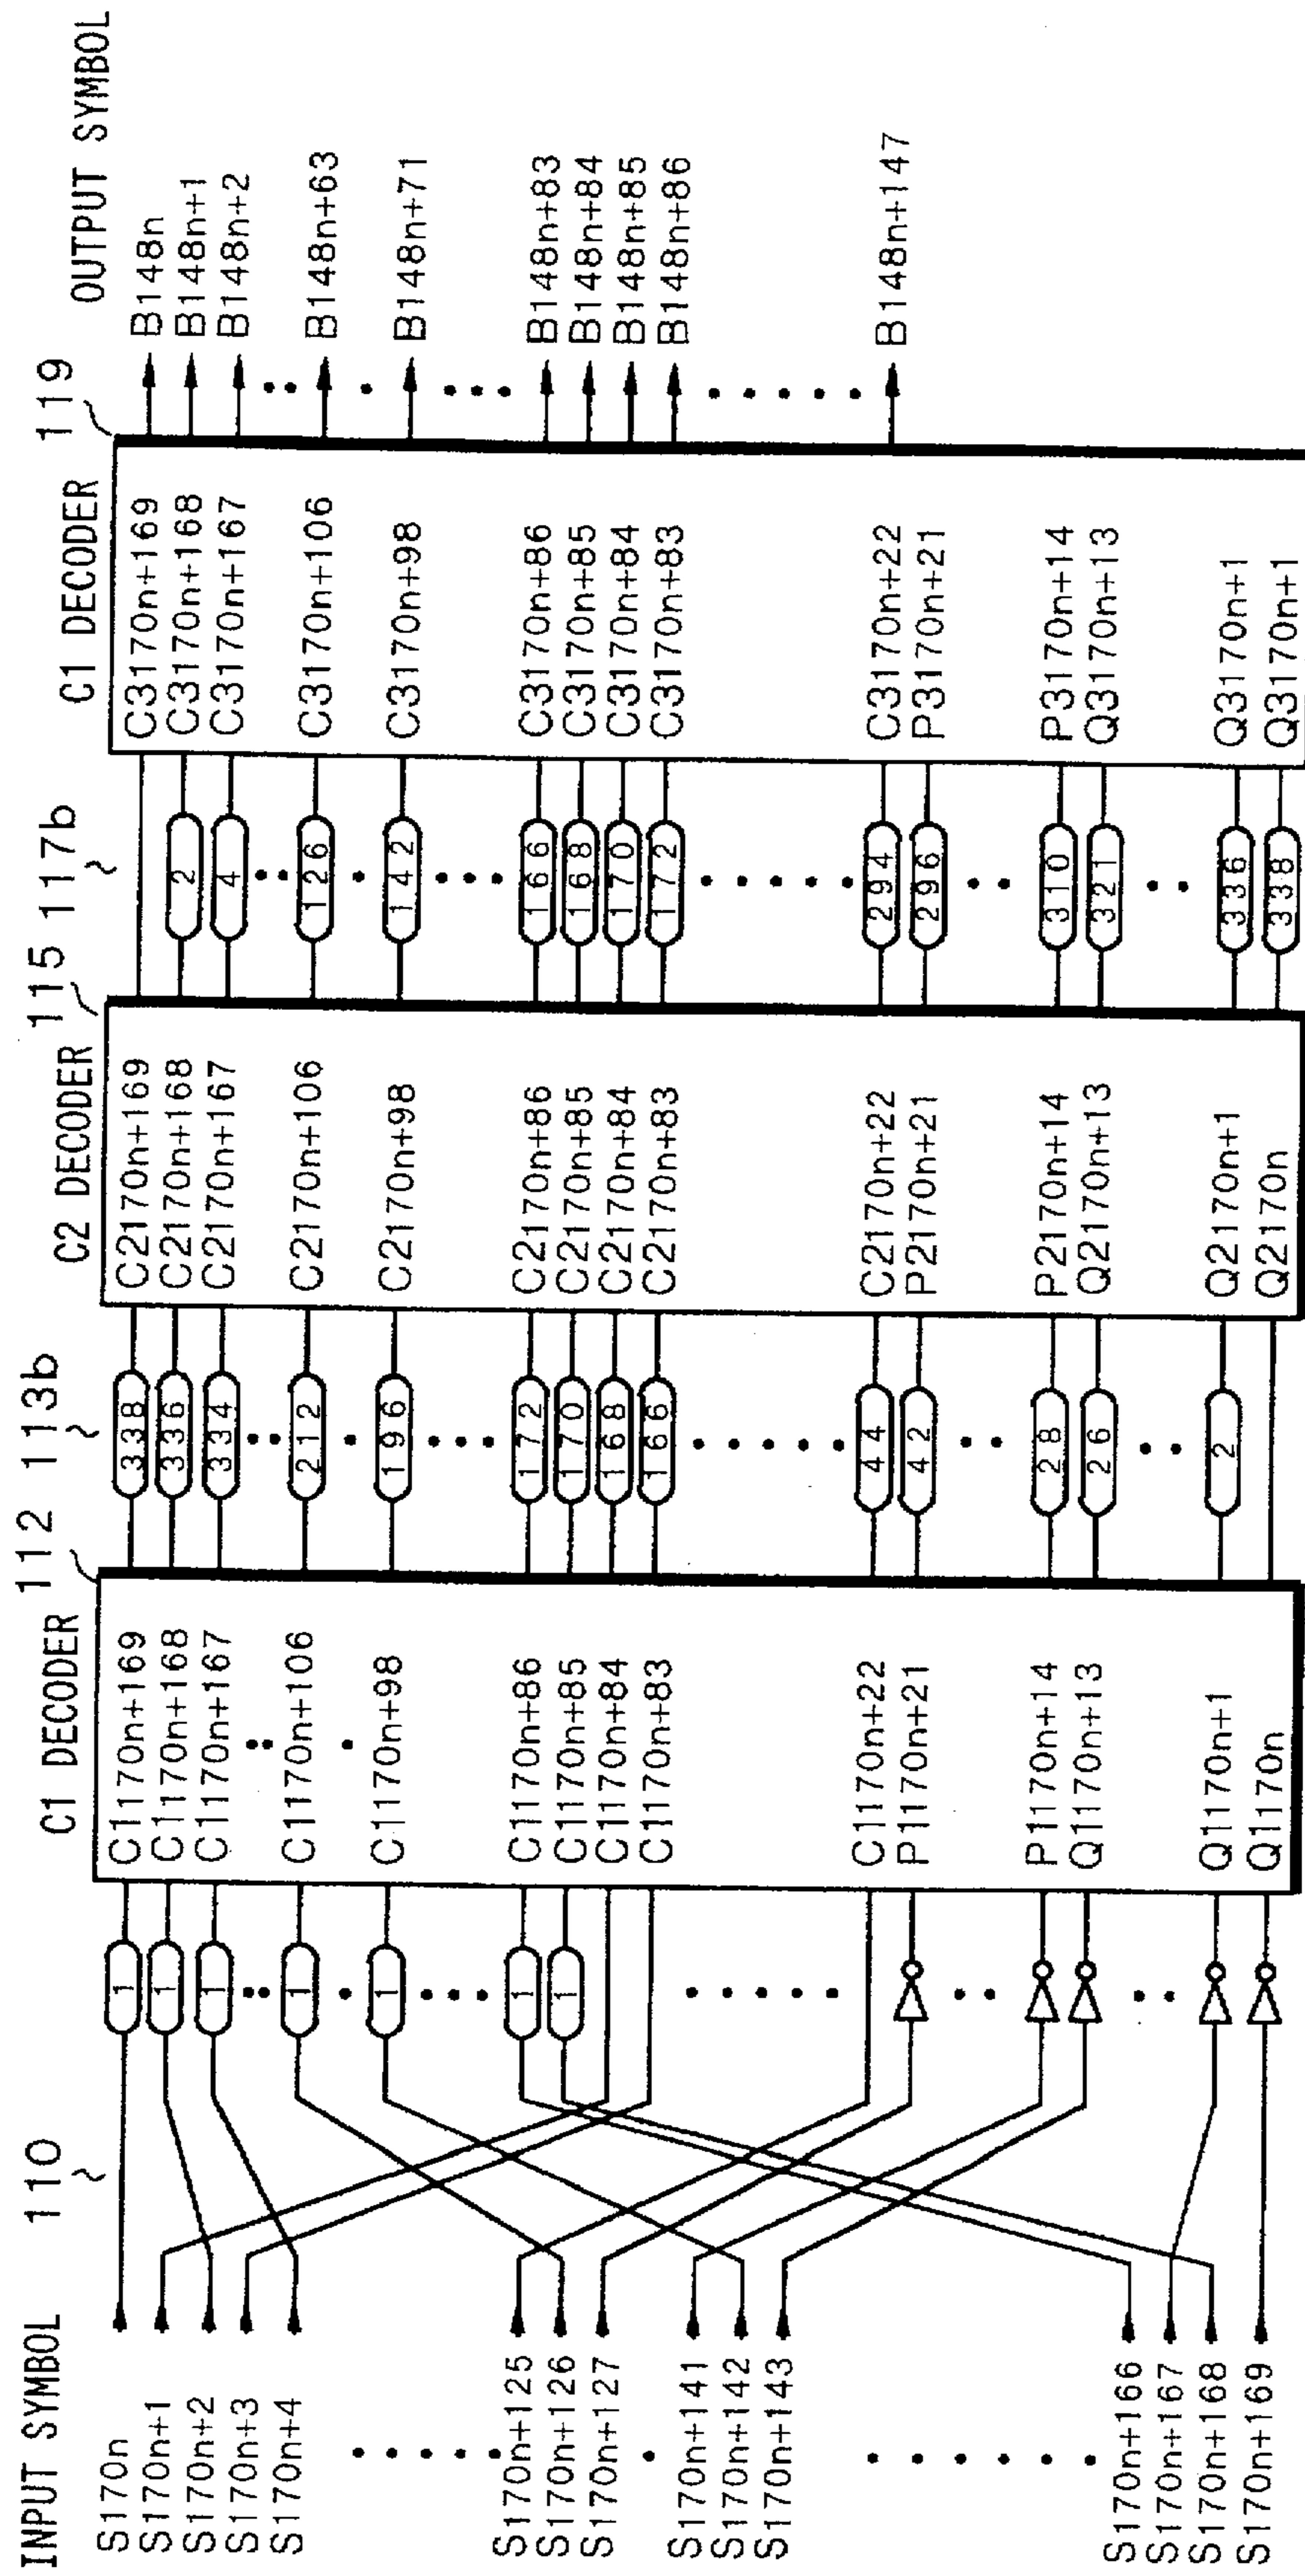 INPUT SYMBOL
110
S170n
S170n+1
S170n+2
S170n+3
S170n+4
S170n+125
S170n+126
S170n+127
S170n+141
S170n+142
S170n+143
S170n+166
S170n+167
S170n+168
S170n+169
1
1
1
1
1
1
1
112
C1 DECODER
C1170n+169
C1170n+168
C1170n+167
C1170n+106
C1170n+98
C1170n+86
C1170n+85
C1170n+84
C1170n+83
C1170n+22
P1170n+21
P1170n+14
Q1170n+13
Q1170n+1
Q1170n
113b
338
336
334
212
196
172
170
168
166
44
42
28
26
2
115
C2 DECODER
C2170n+169
C2170n+168
C2170n+167
C2170n+106
C2170n+98
C2170n+86
C2170n+85
C2170n+84
C2170n+83
C2170n+22
P2170n+21
P2170n+14
Q2170n+13
Q2170n+1
Q2170n
117b
2
4
126
142
166
168
170
172
294
296
310
321
336
338
119
C1 DECODER
C3170n+169
C3170n+168
C3170n+167
C3170n+106
C3170n+98
C3170n+86
C3170n+85
C3170n+84
C3170n+83
C3170n+22
P3170n+21
P3170n+14
Q3170n+13
Q3170n+1
Q3170n+1
OUTPUT SYMBOL
B148n
B148n+1
B148n+2
B148n+63
B148n+71
B148n+83
B148n+84
B148n+85
B148n+86
B148n+147